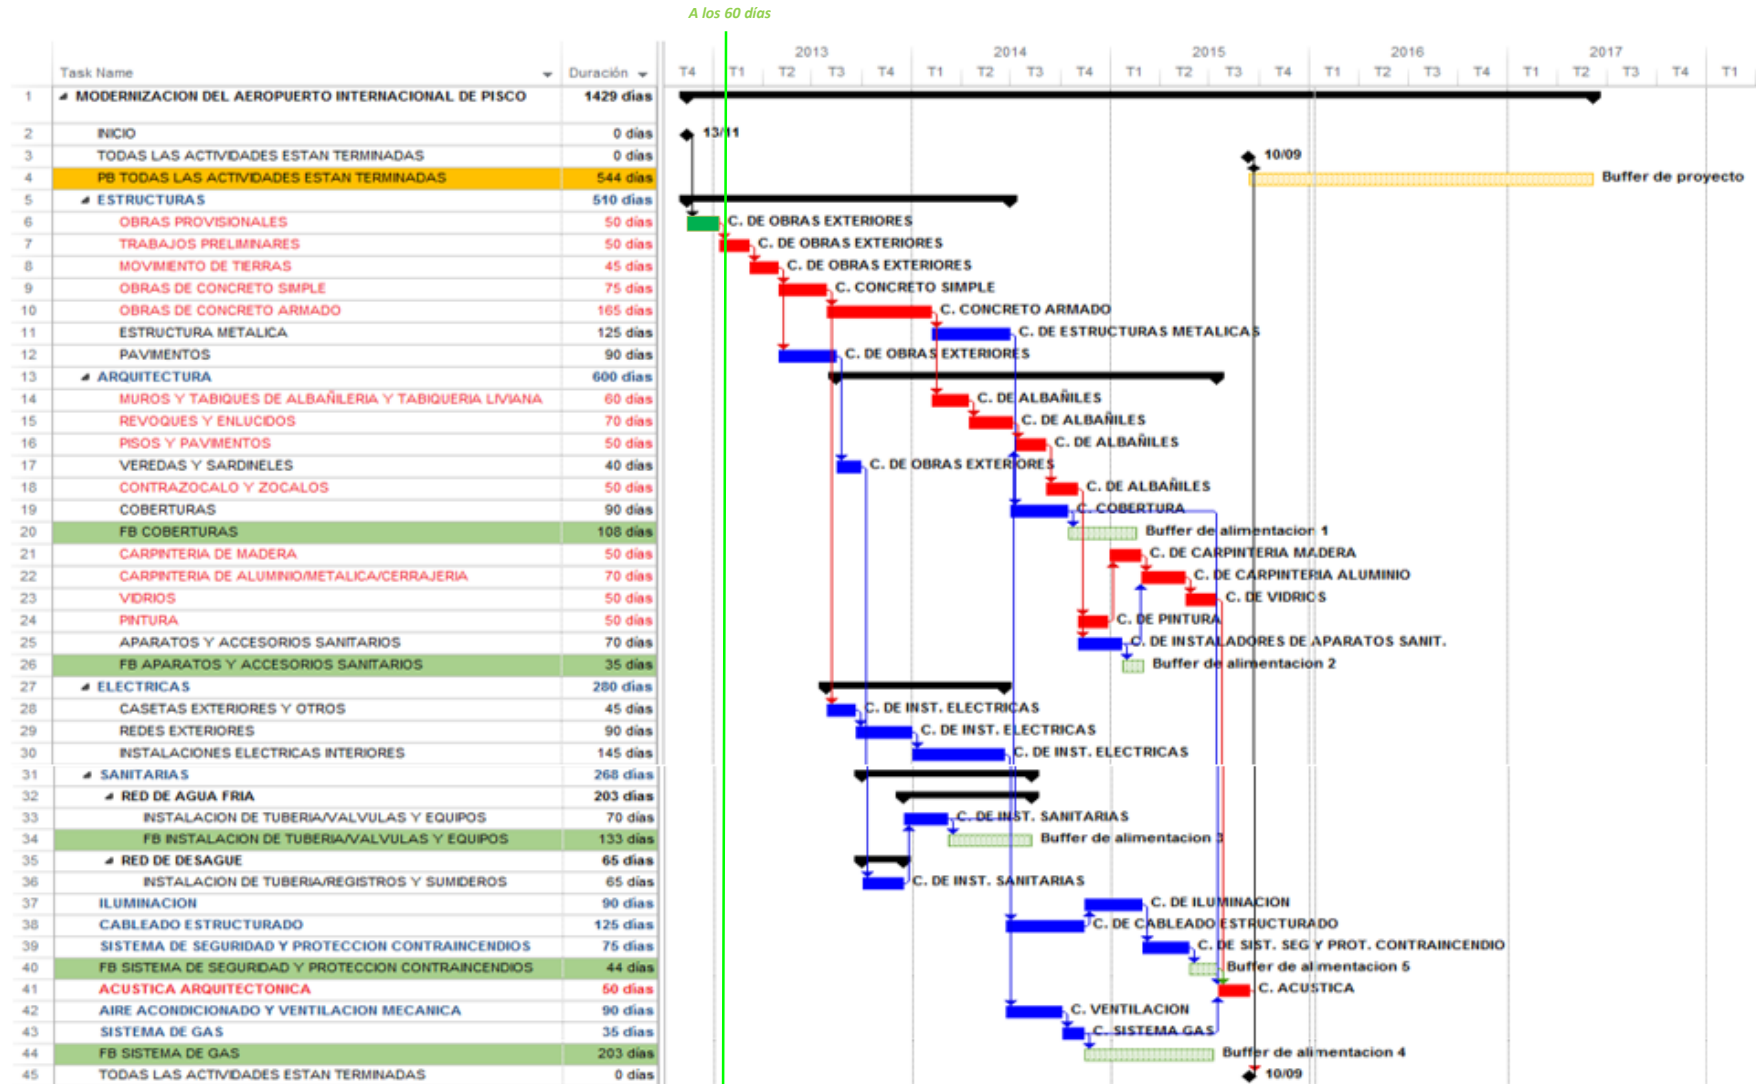 A los 60 días
2013 2014 2015 2016 2017
Task Name Duración T4 T1 T2 T3 T4 T1 T2 T3 T4 T1 T2 T3 T4 T1 T2 T3 T4 T1 T2 T3 T4 T1
1 MODERNIZACION DEL AEROPUERTO INTERNACIONAL DE PISCO 1429 días
2 INICIO 0 días 13/11
3 TODAS LAS ACTIVIDADES ESTAN TERMINADAS 0 días 10/09
4 PB TODAS LAS ACTIVIDADES ESTAN TERMINADAS 544 días Buffer de proyecto
5 ESTRUCTURAS 510 días
6 OBRAS PROVISIONALES 50 días C. DE OBRAS EXTERIORES
7 TRABAJOS PRELIMINARES 50 días C. DE OBRAS EXTERIORES
8 MOVIMIENTO DE TIERRAS 45 días C. DE OBRAS EXTERIORES
9 OBRAS DE CONCRETO SIMPLE 75 días C. CONCRETO SIMPLE
10 OBRAS DE CONCRETO ARMADO 165 días C. CONCRETO ARMADO
11 ESTRUCTURA METALICA 125 días C. DE ESTRUCTURAS METALICAS
12 PAVIMENTOS 90 días C. DE OBRAS EXTERIORES
13 ARQUITECTURA 600 días
14 MUROS Y TABIQUES DE ALBAÑILERIA Y TABIQUERIA LIVIANA 60 días C. DE ALBAÑILES
15 REVOQUES Y ENLUCIDOS 70 días C. DE ALBAÑILES
16 PISOS Y PAVIMENTOS 50 días C. DE ALBAÑILES
17 VEREDAS Y SARDINELES 40 días C. DE OBRAS EXTERIORES
18 CONTRAZOCALO Y ZOCALOS 50 días C. DE ALBAÑILES
19 COBERTURAS 90 días C. COBERTURA
20 FB COBERTURAS 108 días Buffer de alimentacion 1
21 CARPINTERIA DE MADERA 50 días C. DE CARPINTERIA MADERA
22 CARPINTERIA DE ALUMINIO/METALICA/CERRAJERIA 70 días C. DE CARPINTERIA ALUMINIO
23 VIDRIOS 50 días C. DE VIDRIOS
24 PINTURA 50 días C. DE PINTURA
25 APARATOS Y ACCESORIOS SANITARIOS 70 días C. DE INSTALADORES DE APARATOS SANIT.
26 FB APARATOS Y ACCESORIOS SANITARIOS 35 días Buffer de alimentacion 2
27 ELECTRICAS 280 días
28 CASETAS EXTERIORES Y OTROS 45 días C. DE INST. ELECTRICAS
29 REDES EXTERIORES 90 días C. DE INST. ELECTRICAS
30 INSTALACIONES ELECTRICAS INTERIORES 145 días C. DE INST. ELECTRICAS
31 SANITARIAS 268 días
32 RED DE AGUA FRIA 203 días
33 INSTALACION DE TUBERIA/VALVULAS Y EQUIPOS 70 días C. DE INST. SANITARIAS
34 FB INSTALACION DE TUBERIA/VALVULAS Y EQUIPOS 133 días Buffer de alimentacion 3
35 RED DE DESAGUE 65 días
36 INSTALACION DE TUBERIA/REGISTROS Y SUMIDEROS 65 días C. DE INST. SANITARIAS
37 ILUMINACION 90 días C. DE ILUMINACION
38 CABLEADO ESTRUCTURADO 125 días C. DE CABLEADO ESTRUCTURADO
39 SISTEMA DE SEGURIDAD Y PROTECCION CONTRAINCENDIOS 75 días C. DE SIST. SEG Y PROT. CONTRAINCENDIO
40 FB SISTEMA DE SEGURIDAD Y PROTECCION CONTRAINCENDIOS 44 días Buffer de alimentacion 5
41 ACUSTICA ARQUITECTONICA 50 días C. ACUSTICA
42 AIRE ACONDICIONADO Y VENTILACION MECANICA 90 días C. VENTILACION
43 SISTEMA DE GAS 35 días C. SISTEMA GAS
44 FB SISTEMA DE GAS 203 días Buffer de alimentacion 4
45 TODAS LAS ACTIVIDADES ESTAN TERMINADAS 0 días 10/09